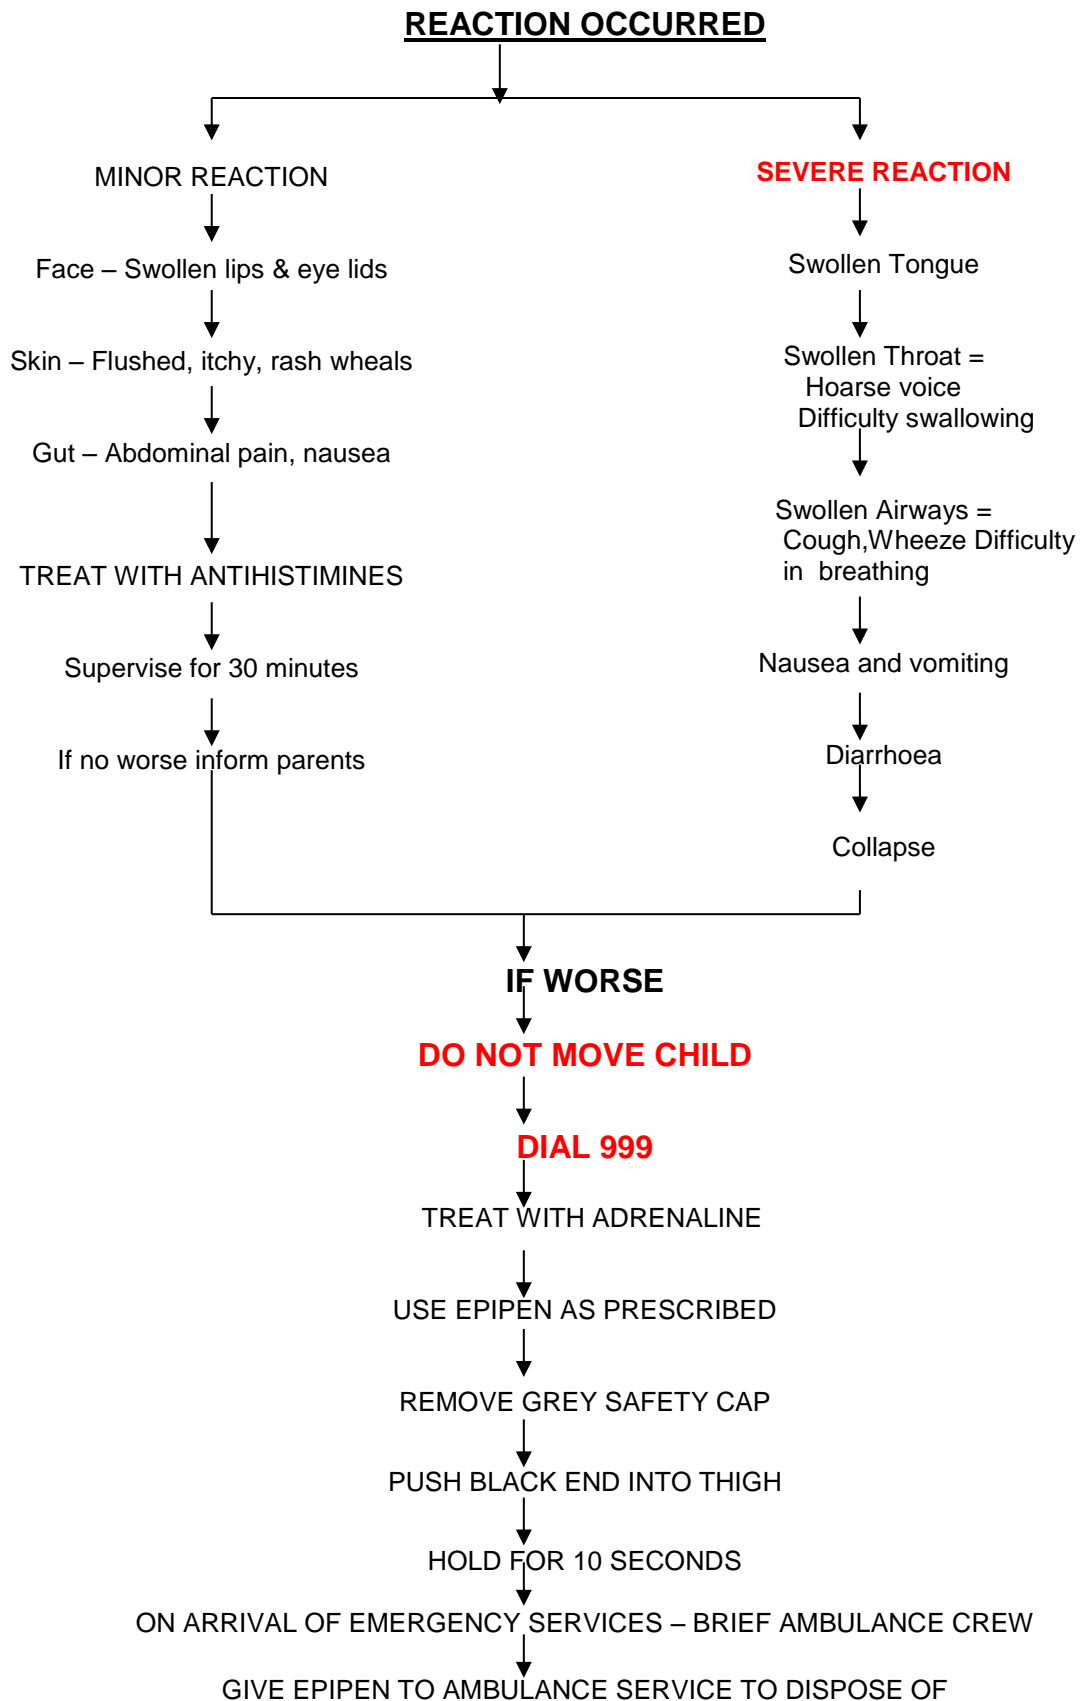 REACTION OCCURRED
MINOR REACTION
Face – Swollen lips & eye lids
Skin – Flushed, itchy, rash wheals
Gut – Abdominal pain, nausea
TREAT WITH ANTIHISTIMINES
Supervise for 30 minutes
If no worse inform parents
SEVERE REACTION
Swollen Tongue
Swollen Throat =
Hoarse voice
Difficulty swallowing
Swollen Airways =
Cough,Wheeze Difficulty
in breathing
Nausea and vomiting
Diarrhoea
Collapse
IF WORSE
DO NOT MOVE CHILD
DIAL 999
TREAT WITH ADRENALINE
USE EPIPEN AS PRESCRIBED
REMOVE GREY SAFETY CAP
PUSH BLACK END INTO THIGH
HOLD FOR 10 SECONDS
ON ARRIVAL OF EMERGENCY SERVICES – BRIEF AMBULANCE CREW
GIVE EPIPEN TO AMBULANCE SERVICE TO DISPOSE OF